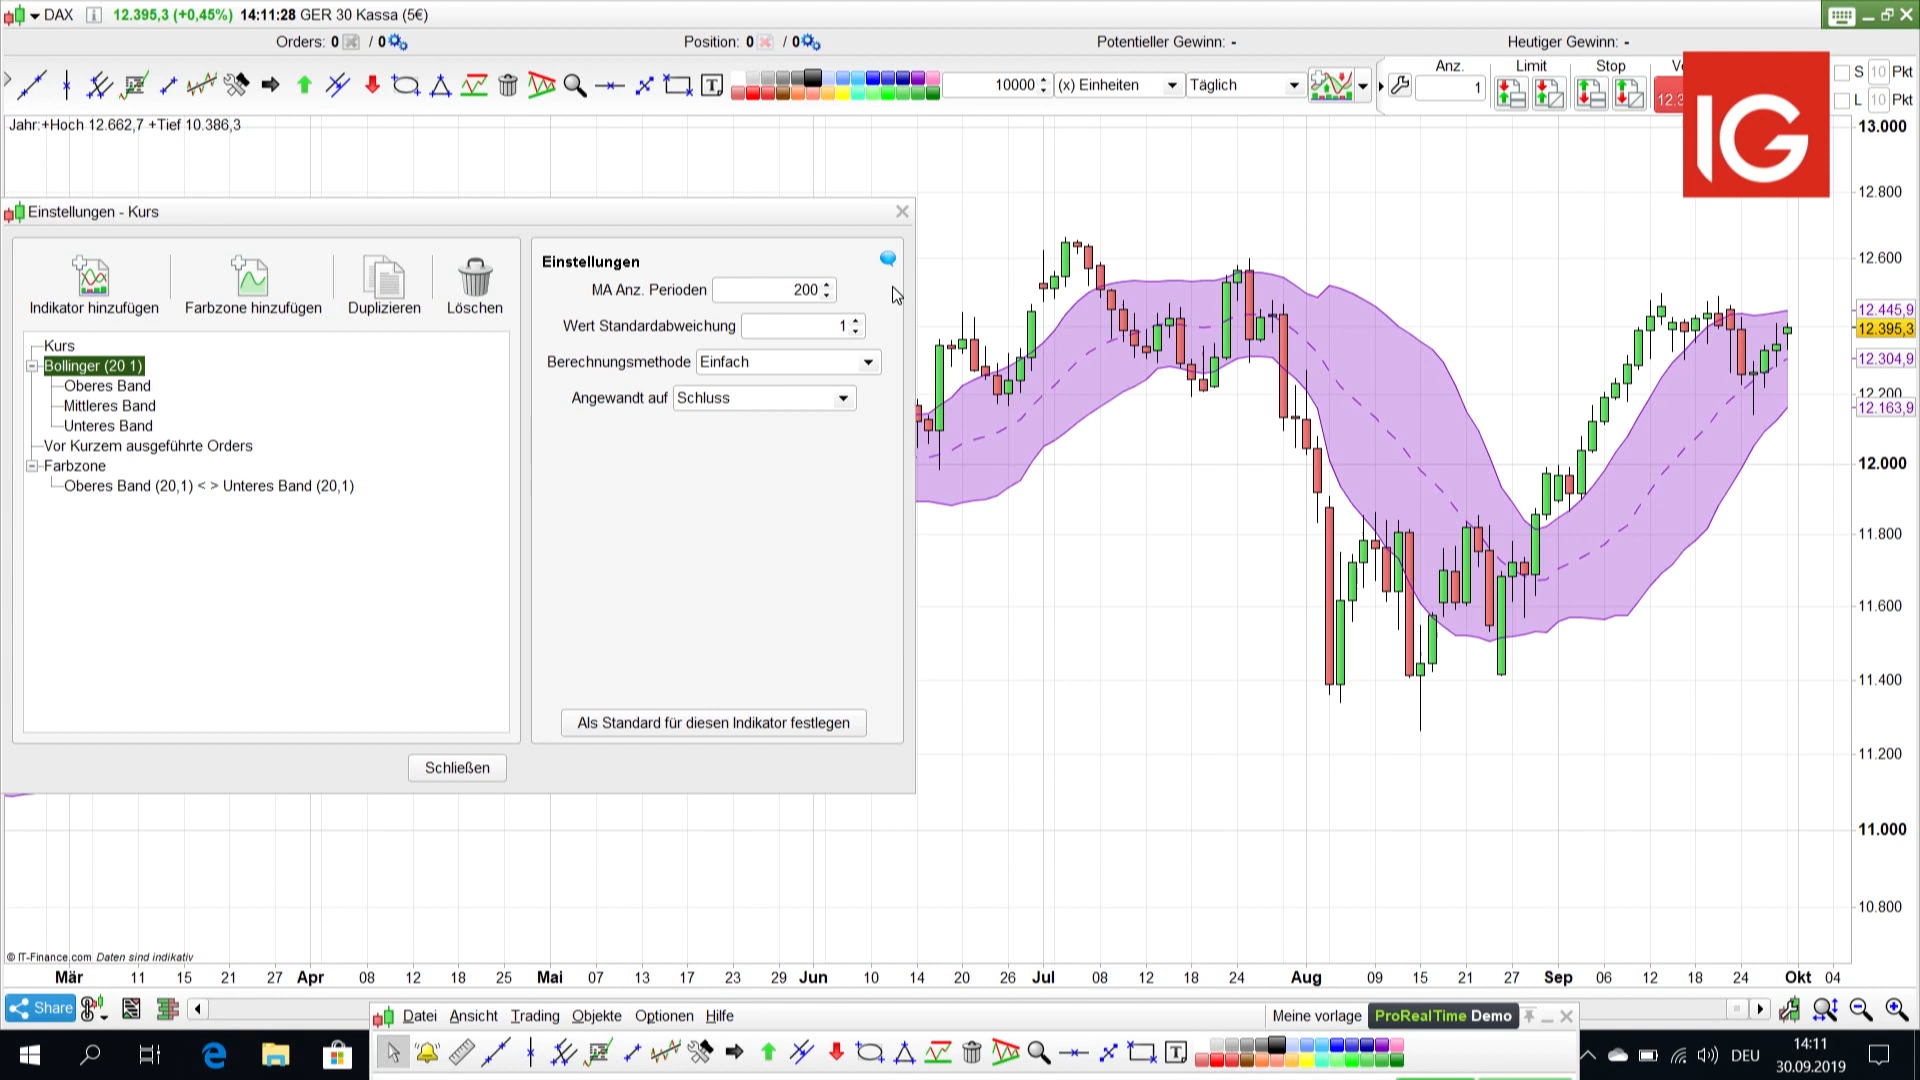 DAX 12.395,3 (+0,45%) 14:11:28 GER 30 Kassa (5€)
Orders: 0 / 0 Position: 0 / 0 Potentieller Gewinn: - Heutiger Gewinn: -
10000 (x) Einheiten Täglich Anz. 1 Limit Stop
S 10 Pkt
L 10 Pkt
IG
Jahr:+Hoch 12.662,7 +Tief 10.386,3
Einstellungen - Kurs
Indikator hinzufügen Farbzone hinzufügen Duplizieren Löschen
Kurs
Bollinger (20 1)
Oberes Band
Mittleres Band
Unteres Band
Vor Kurzem ausgeführte Orders
Farbzone
Oberes Band (20,1) < > Unteres Band (20,1)
Einstellungen
MA Anz. Perioden 200
Wert Standardabweichung 1
Berechnungsmethode Einfach
Angewandt auf Schluss
Als Standard für diesen Indikator festlegen
Schließen
13.000
12.800
12.600
12.445,9
12.395,3
12.304,9
12.200
12.163,9
12.000
11.800
11.600
11.400
11.200
11.000
10.800
© IT-Finance.com Daten sind indikativ
Mär 11 15 21 27 Apr 08 12 18 25 Mai 07 13 17 23 29 Jun 10 14 20 26 Jul 08 12 18 24 Aug 09 15 21 27 Sep 06 12 18 24 Okt 04
Share
Datei Ansicht Trading Objekte Optionen Hilfe Meine vorlage ProRealTime Demo
DEU
14:11
30.09.2019